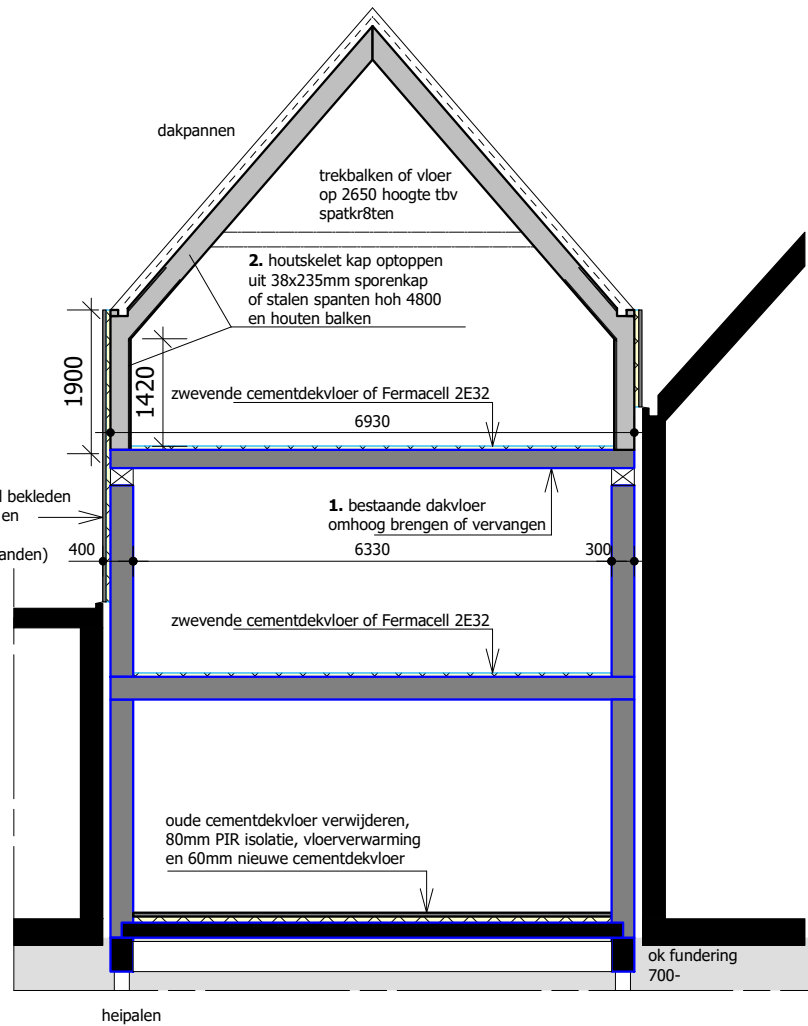 dakpannen
trekbalken of vloer
op 2650 hoogte tbv
spatkr8ten
2. houtskelet kap optoppen
uit 38x235mm sporenkap
of stalen spanten hoh 4800
en houten balken
1900
1420
zwevende cementdekvloer of Fermacell 2E32
6930
bekleden
en
anden)
1. bestaande dakvloer
omhoog brengen of vervangen
400
6330
300
zwevende cementdekvloer of Fermacell 2E32
oude cementdekvloer verwijderen,
80mm PIR isolatie, vloerverwarming
en 60mm nieuwe cementdekvloer
ok fundering
700-
heipalen